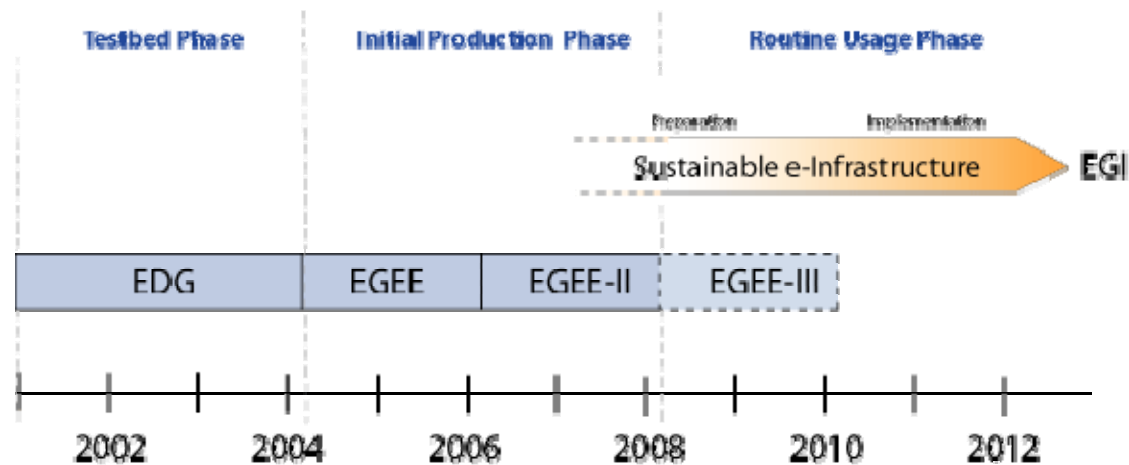 Testbed Phase
Initial Production Phase
Routine Usage Phase
Preparation
Implementation
Sustainable e-Infrastructure
EGI
EDG
EGEE
EGEE-II
EGEE-III
2002
2004
2006
2008
2010
2012